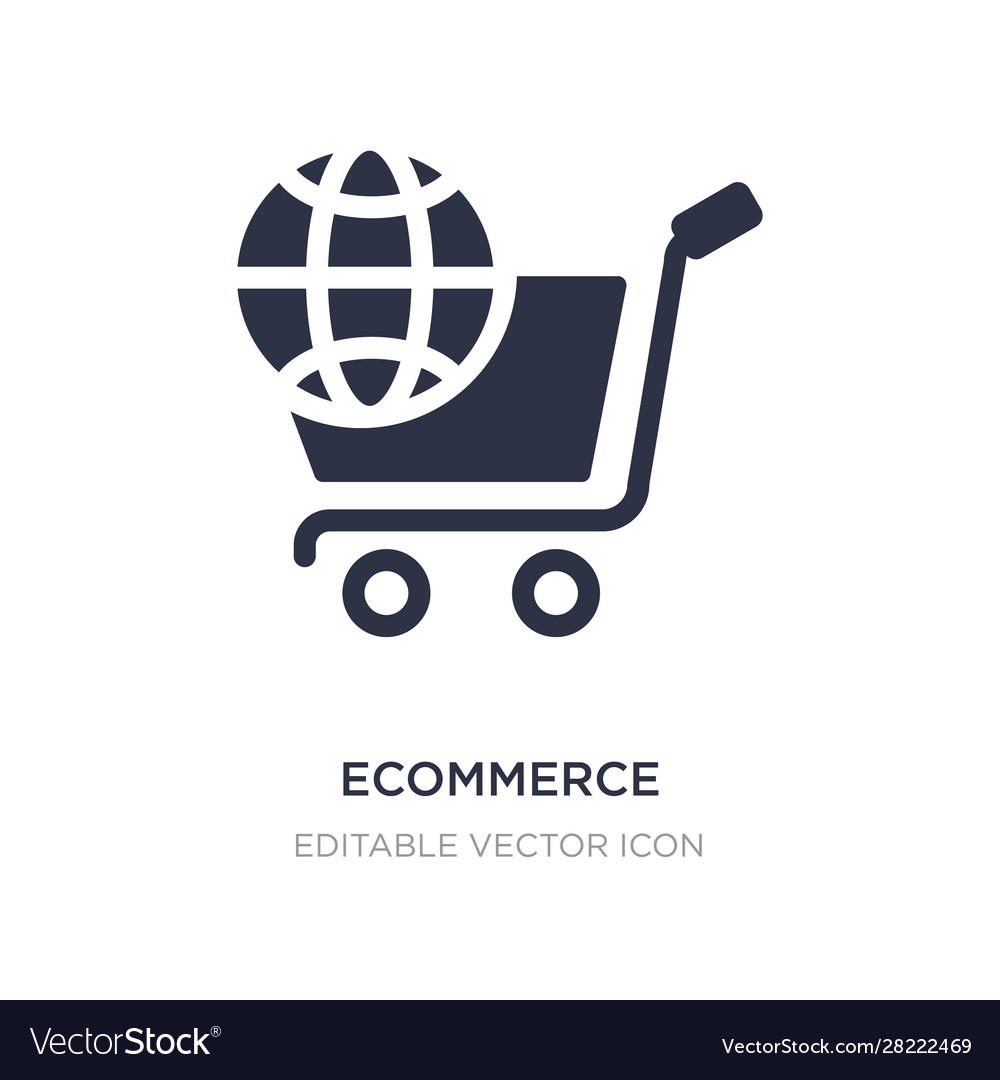 ECOMMERCE
EDITABLE VECTOR ICON
VectorStock®
VectorStock.com/28222469